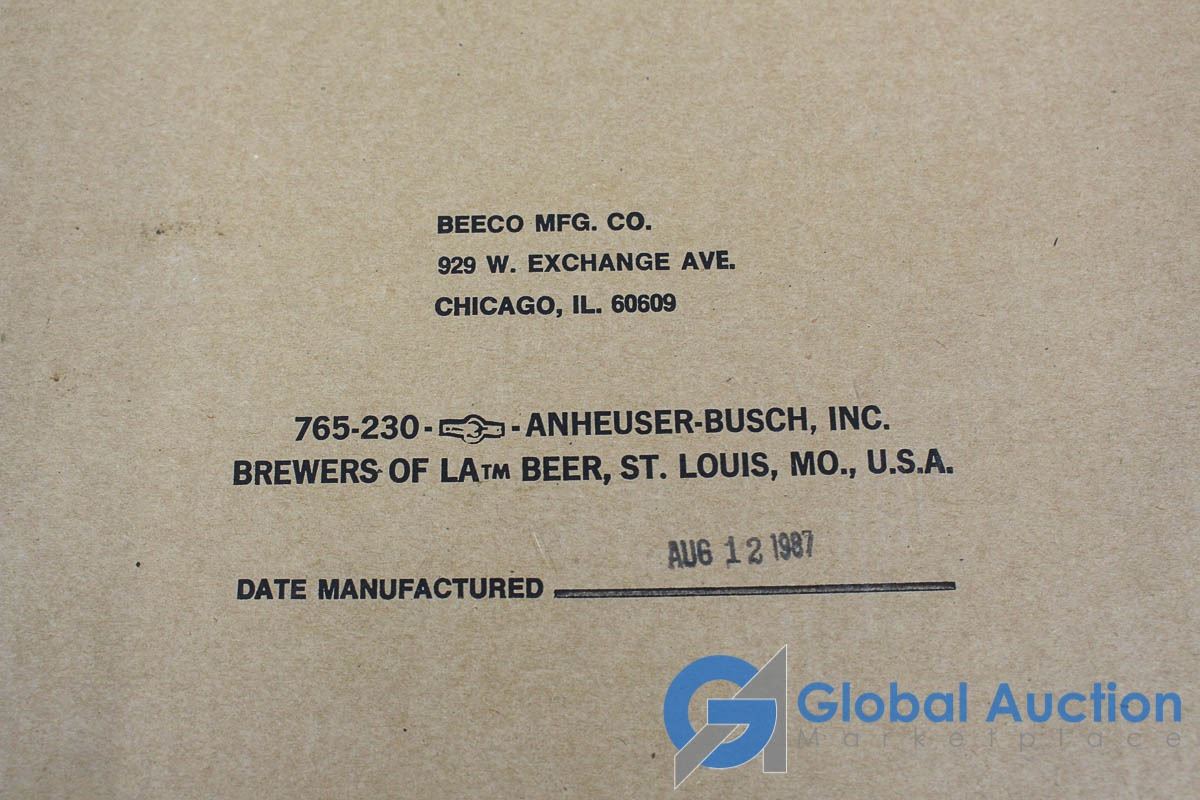 BEECO MFG. CO.
929 W. EXCHANGE AVE.
CHICAGO, IL. 60609
765-230- - ANHEUSER-BUSCH, INC.
BREWERS OF LA™ BEER, ST. LOUIS, MO., U.S.A.
AUG 12 1987
DATE MANUFACTURED
Global Auction
Marketplace